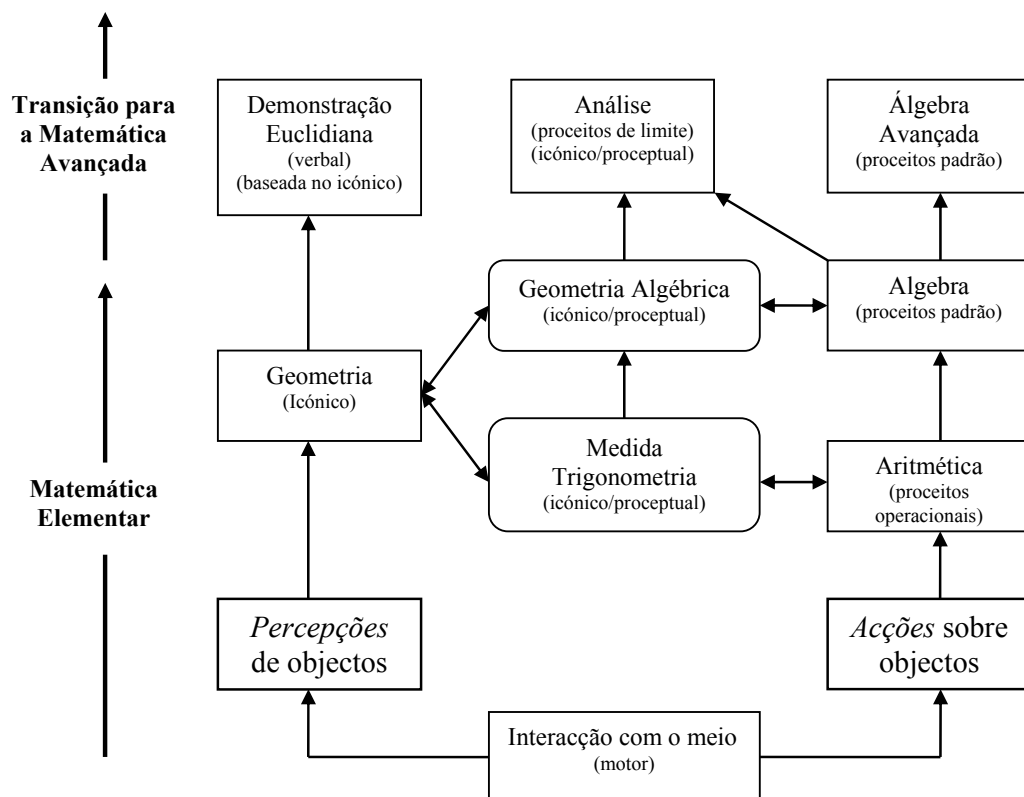 Transição para
a Matemática
Avançada
Demonstração
Euclidiana
(verbal)
(baseada no icónico)
Análise
(proceitos de limite)
(icónico/proceptual)
Álgebra
Avançada
(proceitos padrão)
Geometria Algébrica
(icónico/proceptual)
Algebra
(proceitos padrão)
Geometria
(Icónico)
Matemática
Elementar
Medida
Trigonometria
(icónico/proceptual)
Aritmética
(proceitos
operacionais)
Percepções
de objectos
Acções sobre
objectos
Interacção com o meio
(motor)